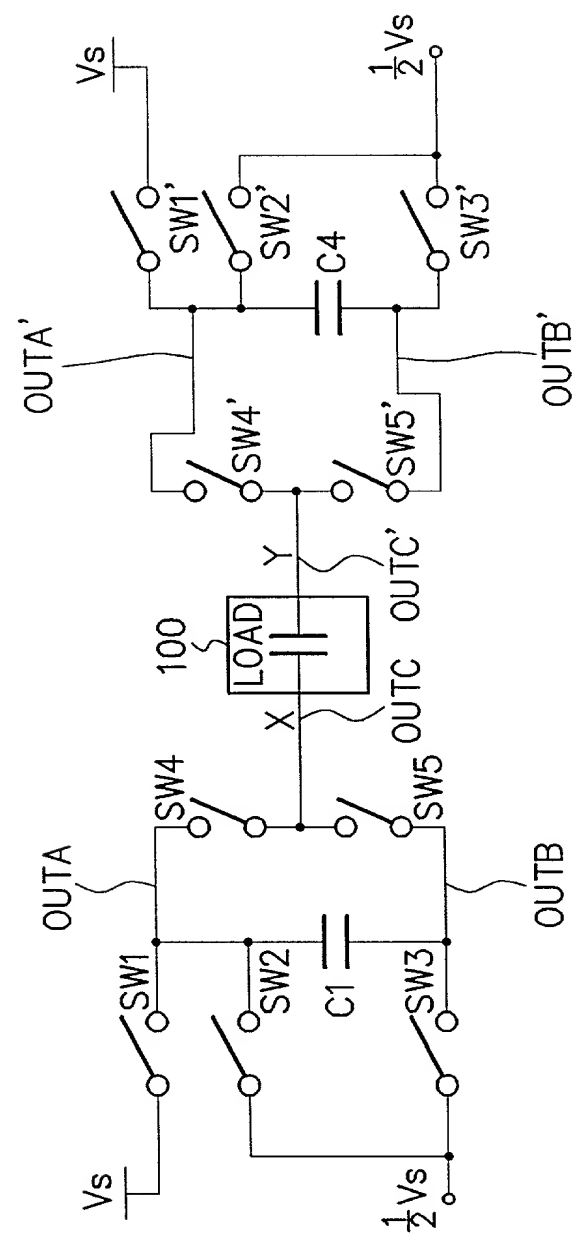 Vs
SW1
OUTA
SW4
SW2
C1
SW3
1/2 Vs
SW5
OUTB
X
OUTC
100
LOAD
Y
OUTC'
OUTA'
SW4'
SW5'
OUTB'
Vs
SW1'
SW2'
C4
SW3'
1/2 Vs